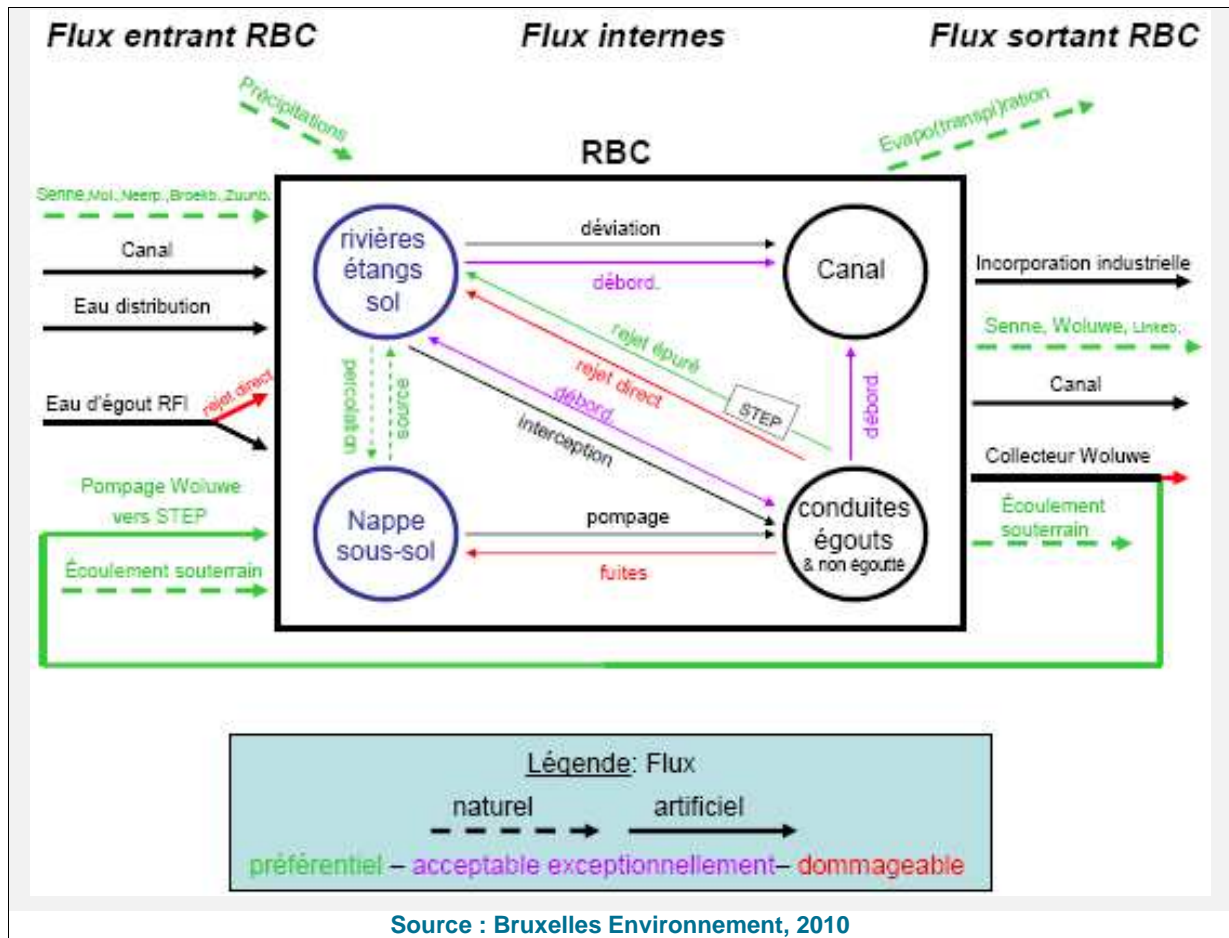 Flux entrant RBC
Flux internes
Flux sortant RBC
Précipitations
Evapo(transpi)ration
RBC
Senne,Mol.,Neerp.,Broekb.,Zuunb.
Canal
Eau distribution
Eau d'égout RFI
rejet direct
Pompage Woluwe
vers STEP
Écoulement souterrain
rivières
étangs
sol
déviation
débord.
Canal
rejet épuré
rejet direct
STEP
débord.
interception
percolation
source
débord
Nappe
sous-sol
pompage
fuites
conduites
égouts
& non égoutté
Incorporation industrielle
Senne, Woluwe, Linkeb.
Canal
Collecteur Woluwe
Écoulement
souterrain
Légende: Flux
naturel
artificiel
préférentiel – acceptable exceptionnellement– dommageable
Source : Bruxelles Environnement, 2010